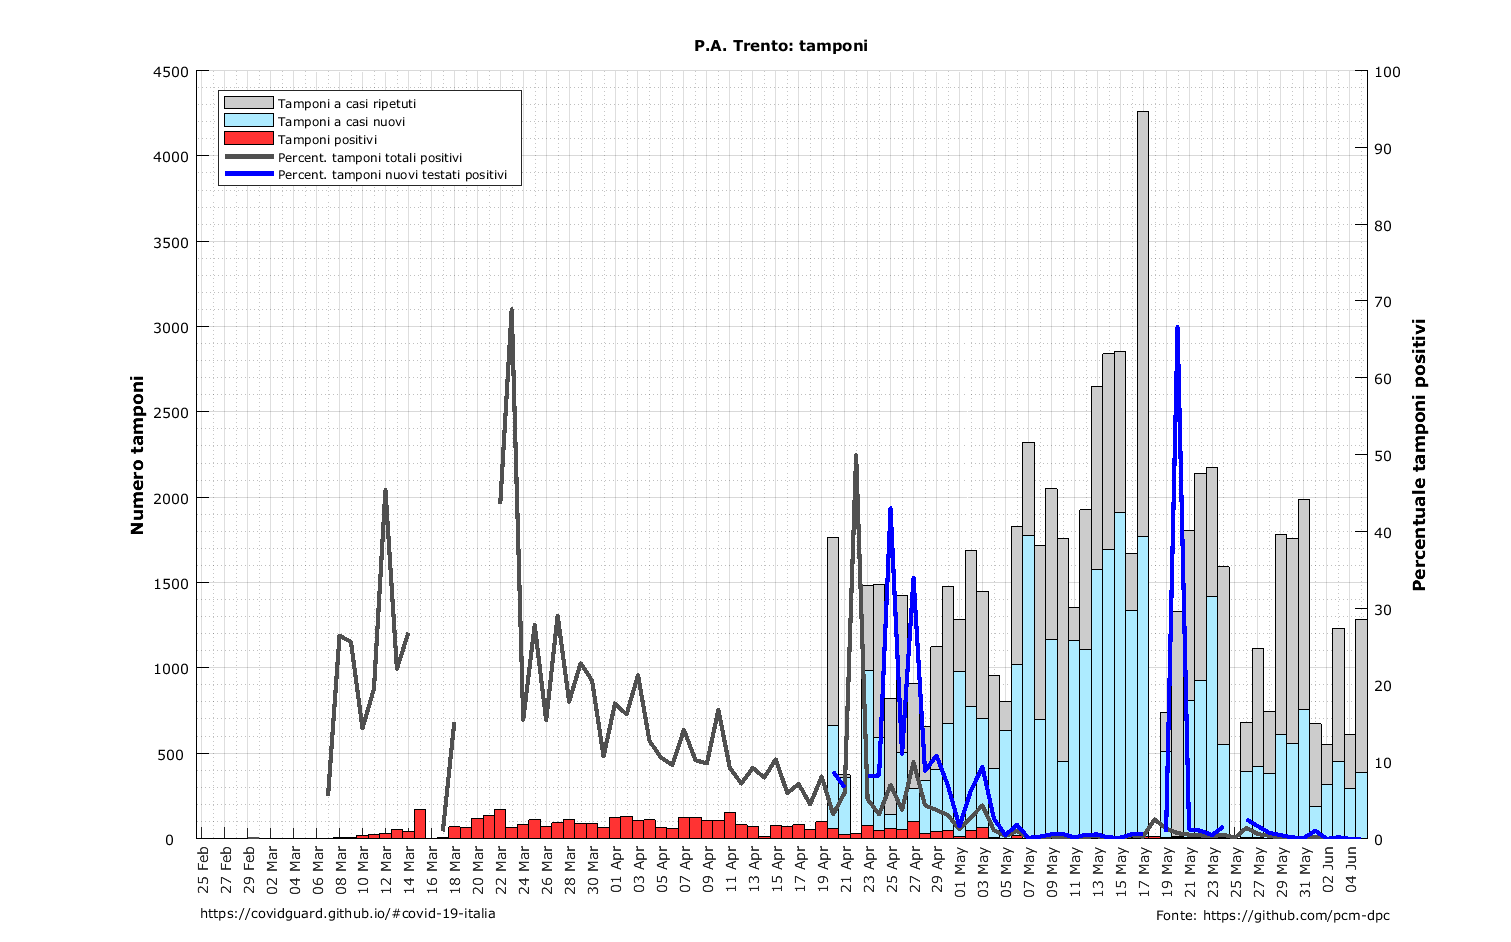 P.A. Trento: tamponi
Tamponi a casi ripetuti
Tamponi a casi nuovi
Tamponi positivi
Percent. tamponi totali positivi
Percent. tamponi nuovi testati positivi
Numero tamponi
4500
4000
3500
3000
2500
2000
1500
1000
500
0
100
90
80
70
60
50
40
30
20
10
0
Percentuale tamponi positivi
25 Feb
27 Feb
29 Feb
02 Mar
04 Mar
06 Mar
08 Mar
10 Mar
12 Mar
14 Mar
16 Mar
18 Mar
20 Mar
22 Mar
24 Mar
26 Mar
28 Mar
30 Mar
01 Apr
03 Apr
05 Apr
07 Apr
09 Apr
11 Apr
13 Apr
15 Apr
17 Apr
19 Apr
21 Apr
23 Apr
25 Apr
27 Apr
29 Apr
01 May
03 May
05 May
07 May
09 May
11 May
13 May
15 May
17 May
19 May
21 May
23 May
25 May
27 May
29 May
31 May
02 Jun
04 Jun
https://covidguard.github.io/#covid-19-italia
Fonte: https://github.com/pcm-dpc